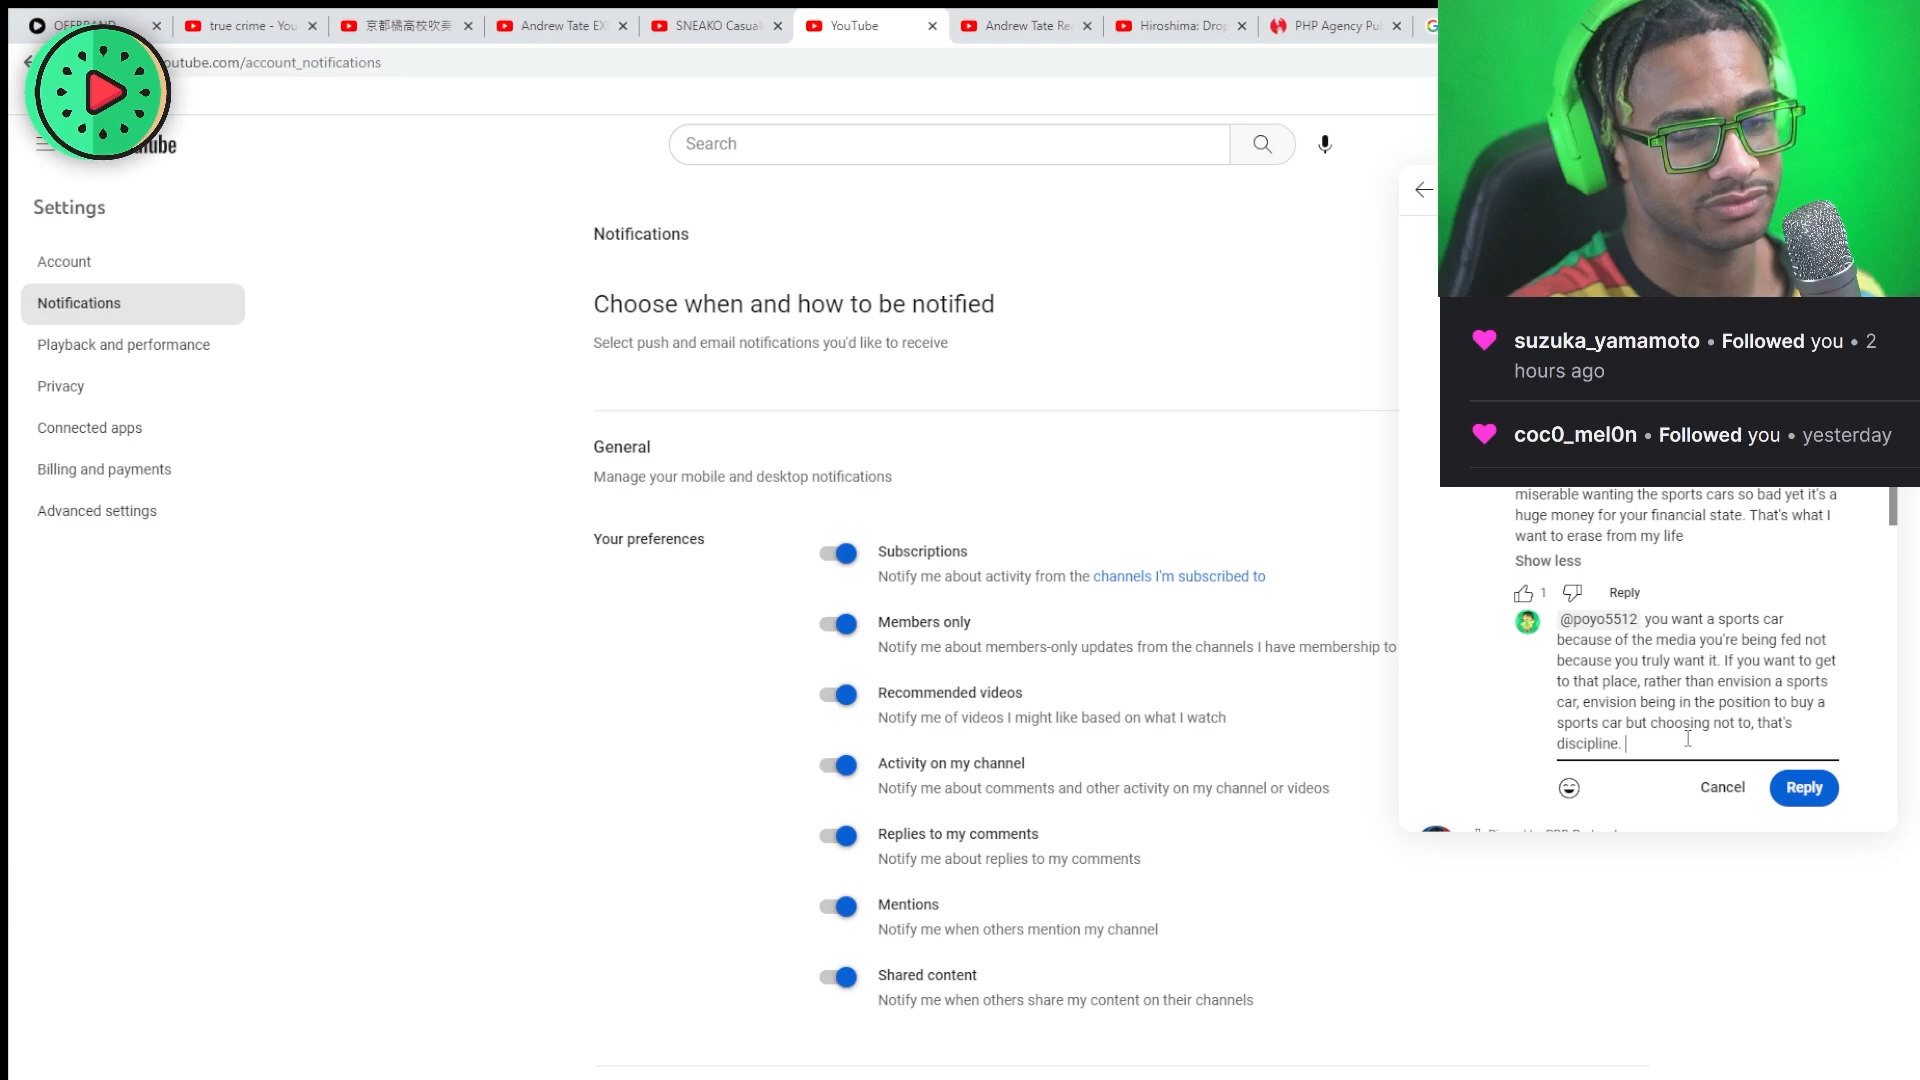 OFFBRAND
true crime - You
京都橘高校吹奏
Andrew Tate EX
SNEAKO Casual
YouTube
Andrew Tate Re
Hiroshima: Drop
PHP Agency Pu
outube.com/account_notifications
Search
Settings
Account
Notifications
Playback and performance
Privacy
Connected apps
Billing and payments
Advanced settings
Notifications
Choose when and how to be notified
Select push and email notifications you'd like to receive
General
Manage your mobile and desktop notifications
Your preferences
Subscriptions
Notify me about activity from the channels I'm subscribed to
Members only
Notify me about members-only updates from the channels I have membership to
Recommended videos
Notify me of videos I might like based on what I watch
Activity on my channel
Notify me about comments and other activity on my channel or videos
Replies to my comments
Notify me about replies to my comments
Mentions
Notify me when others mention my channel
Shared content
Notify me when others share my content on their channels
suzuka_yamamoto • Followed you • 2
hours ago
coc0_mel0n • Followed you • yesterday
miserable wanting the sports cars so bad yet it's a
huge money for your financial state. That's what I
want to erase from my life
Show less
1 Reply
@poyo5512 you want a sports car
because of the media you're being fed not
because you truly want it. If you want to get
to that place, rather than envision a sports
car, envision being in the position to buy a
sports car but choosing not to, that's
discipline.
Cancel Reply